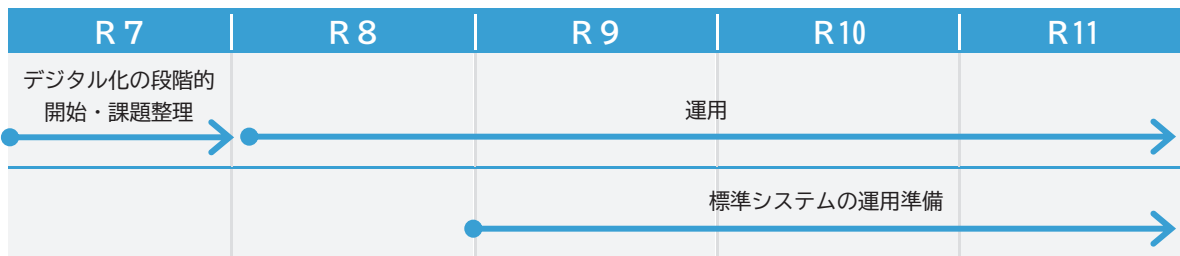 R７
R８
R９
R10
R11
デジタル化の段階的
開始・課題整理
運用
標準システムの運用準備